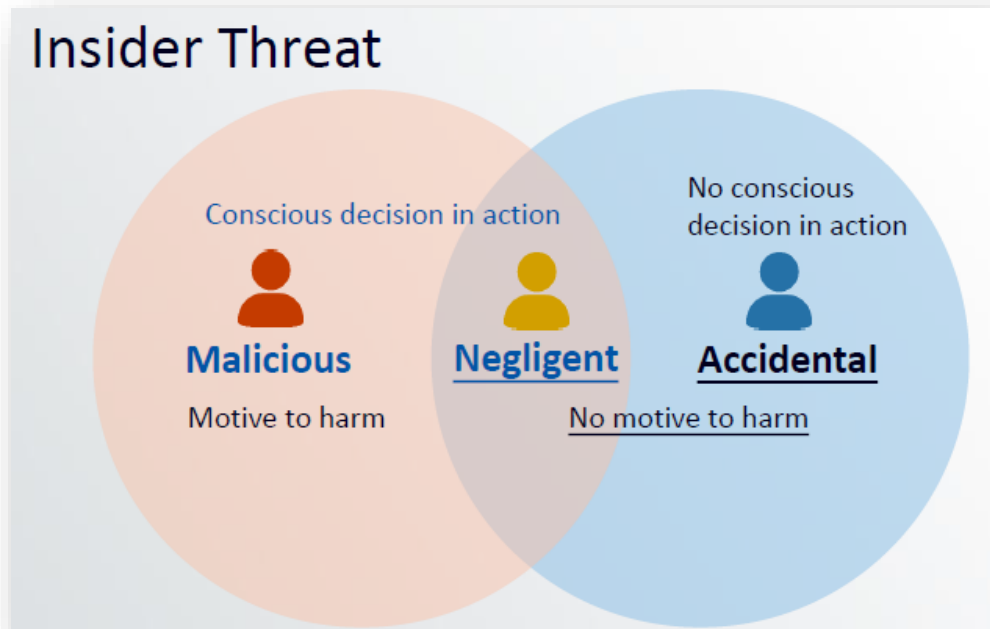 Insider Threat
Conscious decision in action
No conscious
decision in action
Malicious
Negligent
Accidental
Motive to harm
No motive to harm